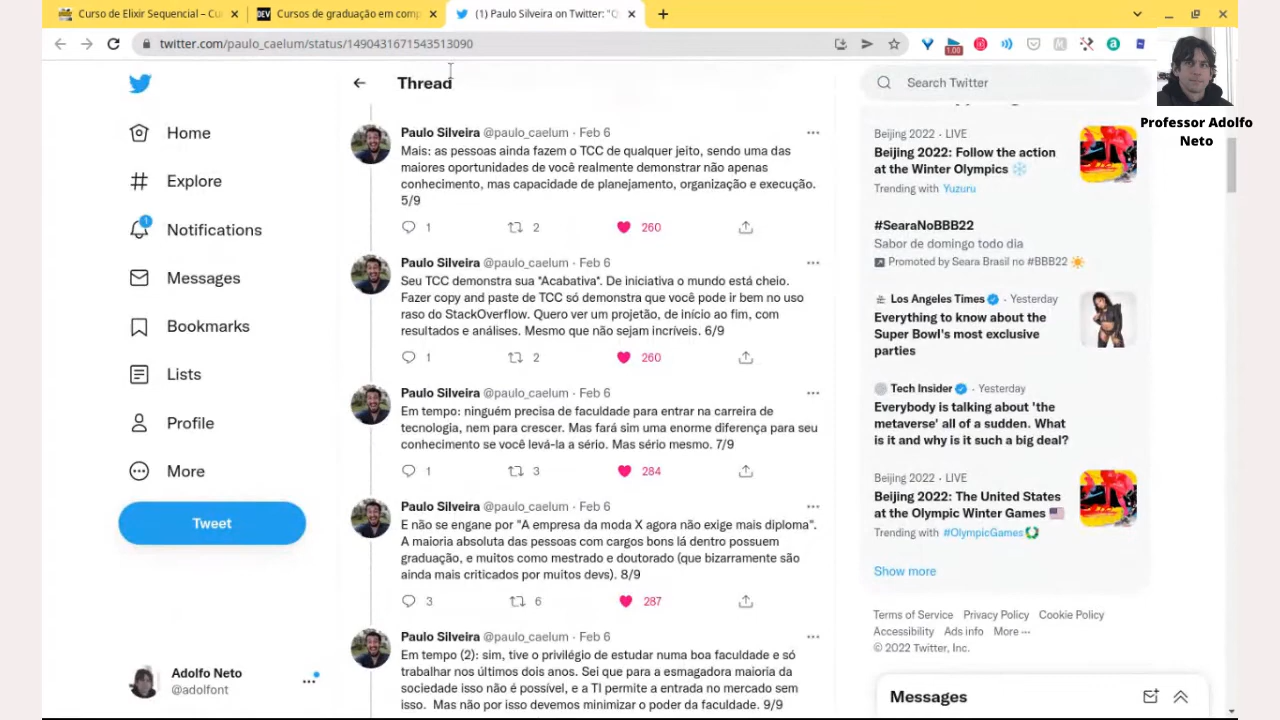 Curso de Elixir Sequencial – Cu
Cursos de graduação em comp
(1) Paulo Silveira on Twitter: "Q
twitter.com/paulo_caelum/status/1490431671543513090
1.00
Professor Adolfo
Neto
Home
Explore
1
Notifications
Messages
Bookmarks
Lists
Profile
More
Tweet
Adolfo Neto
@adolfont
Thread
Paulo Silveira @paulo_caelum · Feb 6
Mais: as pessoas ainda fazem o TCC de qualquer jeito, sendo uma das
maiores oportunidades de você realmente demonstrar não apenas
conhecimento, mas capacidade de planejamento, organização e execução.
5/9
1 2 260
Paulo Silveira @paulo_caelum · Feb 6
Seu TCC demonstra sua "Acabativa". De iniciativa o mundo está cheio.
Fazer copy and paste de TCC só demonstra que você pode ir bem no uso
raso do StackOverflow. Quero ver um projetão, de início ao fim, com
resultados e análises. Mesmo que não sejam incríveis. 6/9
1 2 260
Paulo Silveira @paulo_caelum · Feb 6
Em tempo: ninguém precisa de faculdade para entrar na carreira de
tecnologia, nem para crescer. Mas fará sim uma enorme diferença para seu
conhecimento se você levá-la a sério. Mas sério mesmo. 7/9
1 3 284
Paulo Silveira @paulo_caelum · Feb 6
E não se engane por "A empresa da moda X agora não exige mais diploma".
A maioria absoluta das pessoas com cargos bons lá dentro possuem
graduação, e muitos como mestrado e doutorado (que bizarramente são
ainda mais criticados por muitos devs). 8/9
3 6 287
Paulo Silveira @paulo_caelum · Feb 6
Em tempo (2): sim, tive o privilégio de estudar numa boa faculdade e só
trabalhar nos últimos dois anos. Sei que para a esmagadora maioria da
sociedade isso não é possível, e a TI permite a entrada no mercado sem
isso. Mas não por isso devemos minimizar o poder da faculdade. 9/9
Search Twitter
Beijing 2022 · LIVE
Beijing 2022: Follow the action
at the Winter Olympics
Trending with Yuzuru
#SearaNoBBB22
Sabor de domingo todo dia
Promoted by Seara Brasil no #BBB22
Los Angeles Times · Yesterday
Everything to know about the
Super Bowl's most exclusive
parties
Tech Insider · Yesterday
Everybody is talking about 'the
metaverse' all of a sudden. What
is it and why is it such a big deal?
Beijing 2022 · LIVE
Beijing 2022: The United States
at the Olympic Winter Games
Trending with #OlympicGames
Show more
Terms of Service Privacy Policy Cookie Policy
Accessibility Ads info More ···
© 2022 Twitter, Inc.
Messages